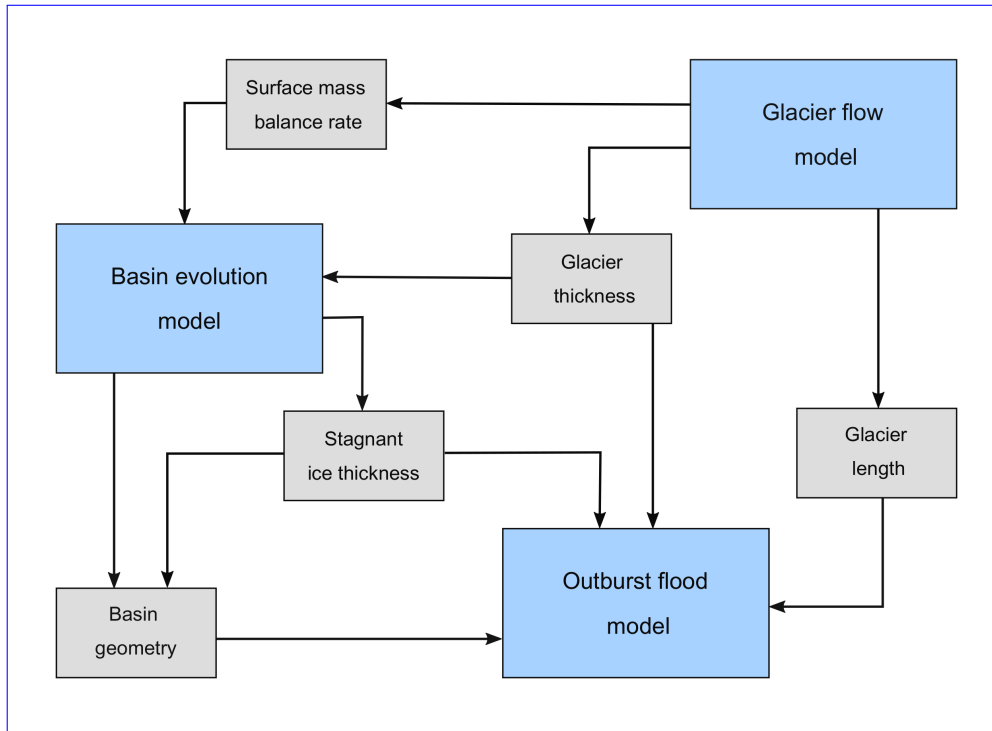 Surface mass
balance rate
Glacier flow
model
Glacier
thickness
Basin evolution
model
Stagnant
ice thickness
Glacier
length
Outburst flood
model
Basin
geometry